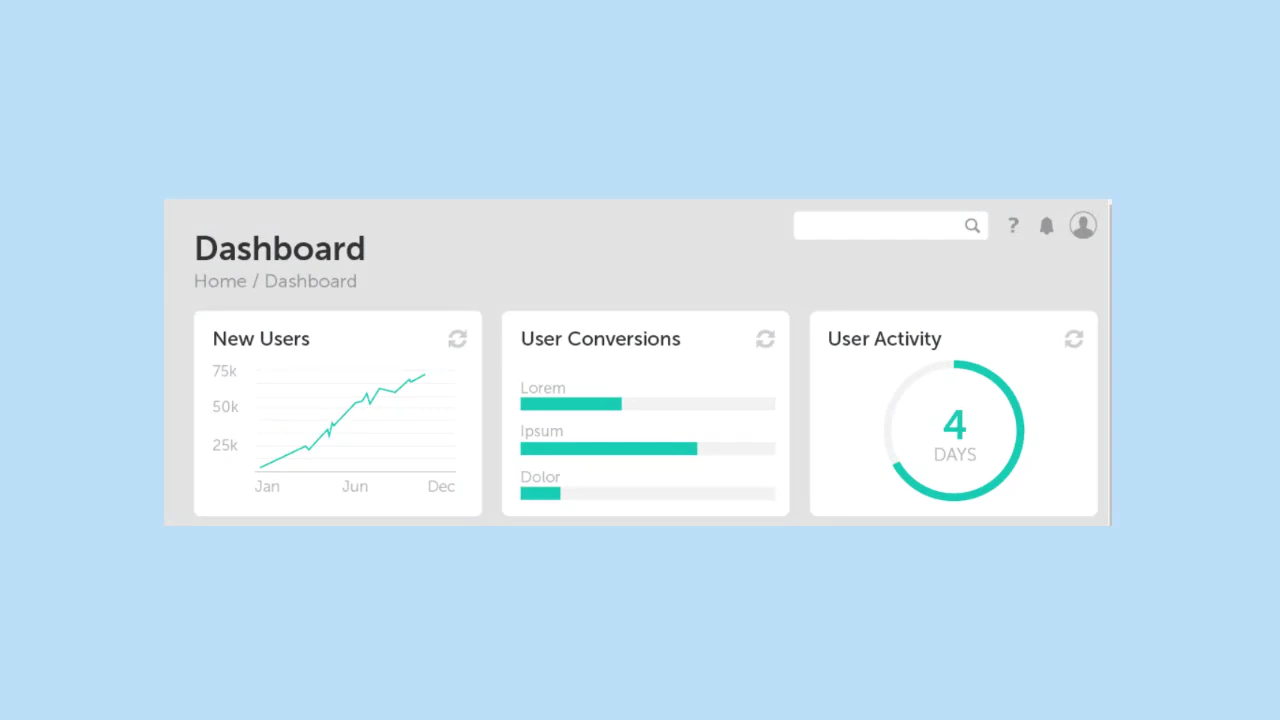 Dashboard
Home / Dashboard
?
New Users
75k
50k
25k
Jan Jun Dec
User Conversions
Lorem
Ipsum
Dolor
User Activity
4
DAYS